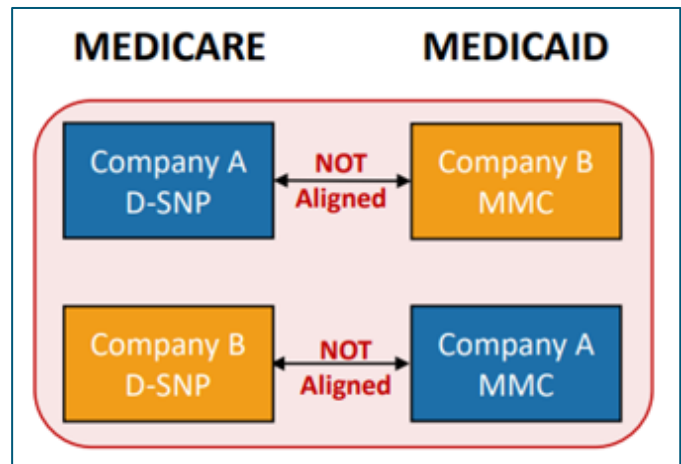 MEDICARE MEDICAID
Company A
D-SNP
NOT
Aligned
Company B
MMC
Company B
D-SNP
NOT
Aligned
Company A
MMC